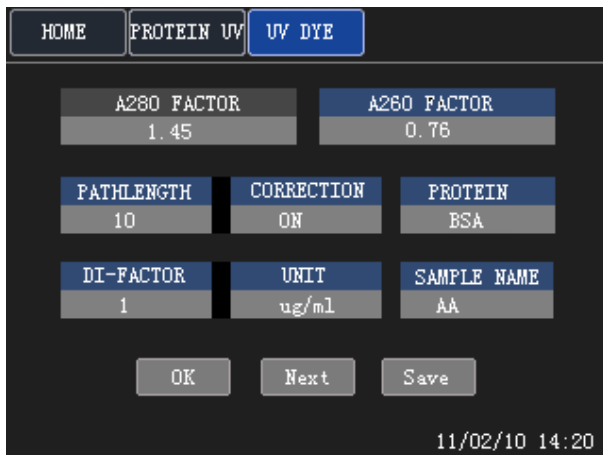 HOME PROTEIN UV UV DYE
A280 FACTOR A260 FACTOR
1.45 0.76
PATHLENGTH CORRECTION PROTEIN
10 ON BSA
DI-FACTOR UNIT SAMPLE NAME
1 ug/ml AA
OK Next Save
11/02/10 14:20